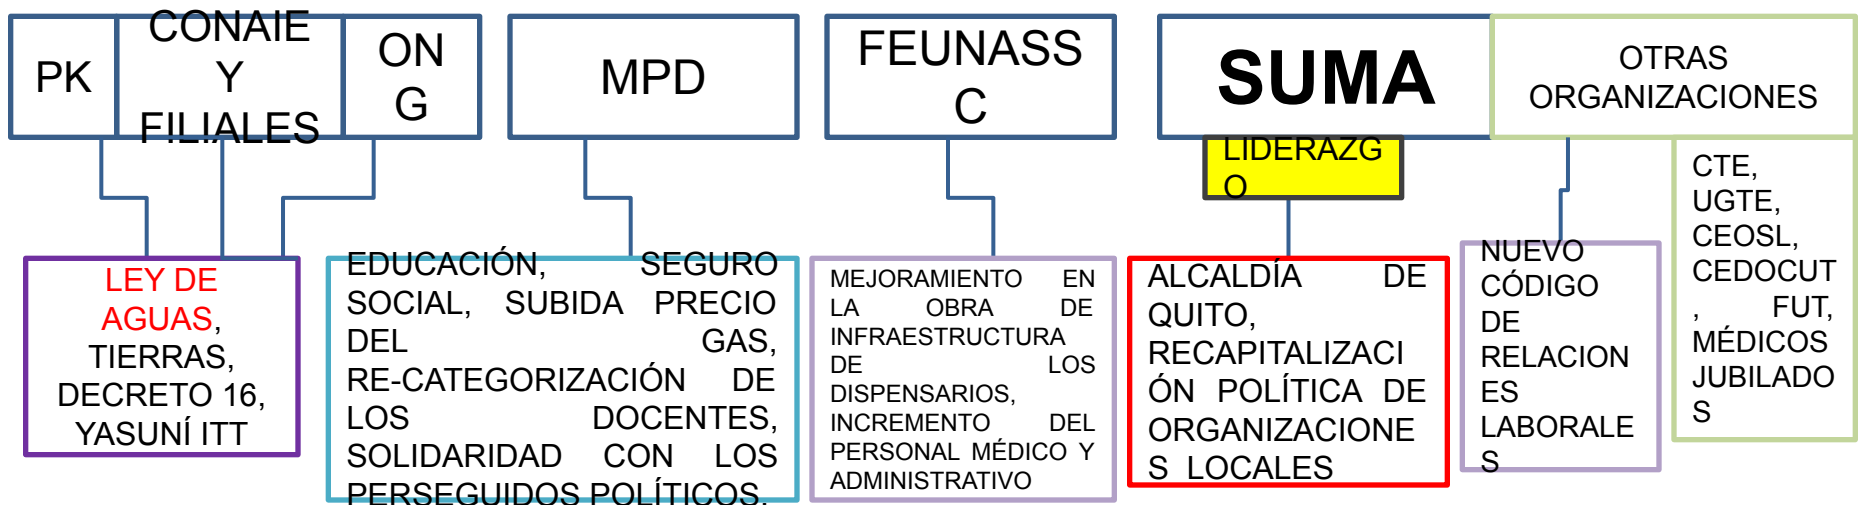 PK
CONAIE
Y
FILIALES
ON
G
MPD
FEUNASS
C
SUMA
OTRAS
ORGANIZACIONES
LIDERAZG
O
LEY DE
AGUAS,
TIERRAS,
DECRETO 16,
YASUNÍ ITT
EDUCACIÓN, SEGURO
SOCIAL, SUBIDA PRECIO
DEL GAS,
RE-CATEGORIZACIÓN DE
LOS DOCENTES,
SOLIDARIDAD CON LOS
PERSEGUIDOS POLÍTICOS.
MEJORAMIENTO EN
LA OBRA DE
INFRAESTRUCTURA
DE LOS
DISPENSARIOS,
INCREMENTO DEL
PERSONAL MÉDICO Y
ADMINISTRATIVO
ALCALDÍA DE
QUITO,
RECAPITALIZACI
ÓN POLÍTICA DE
ORGANIZACIONE
S LOCALES
NUEVO
CÓDIGO
DE
RELACION
ES
LABORALE
S
CTE,
UGTE,
CEOSL,
CEDOCUT
, FUT,
MÉDICOS
JUBILADO
S